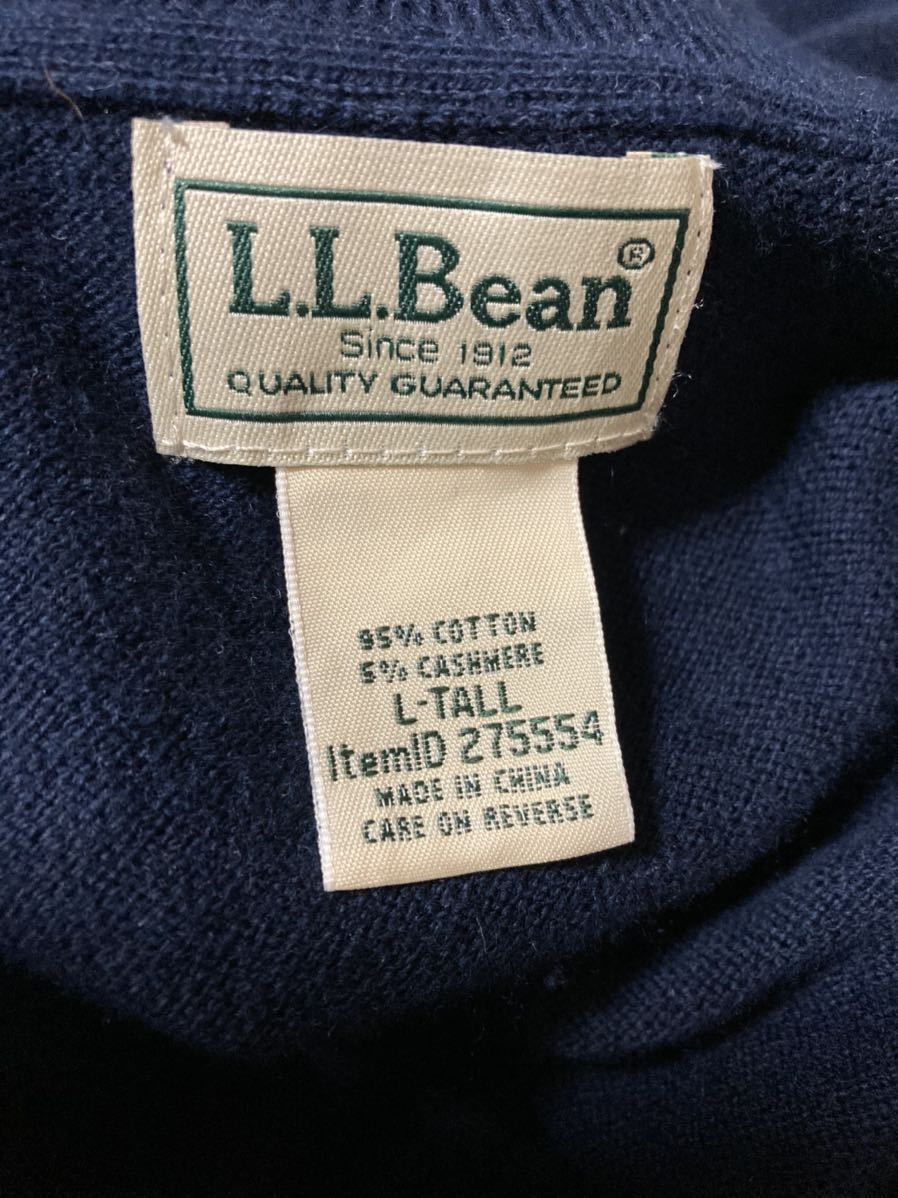 L.L.Bean®
Since 1912
QUALITY GUARANTEED
95% COTTON
5% CASHMERE
L-TALL
ItemID 275554
MADE IN CHINA
CARE ON REVERSE